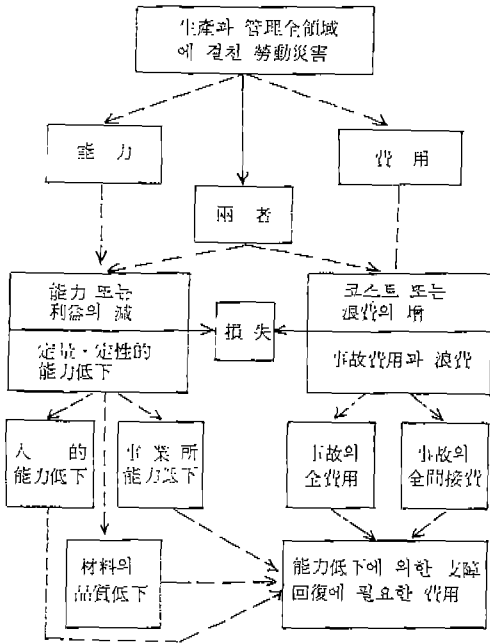 生産과 管理全領域
에 걸친 勞動災害
能 力
費 用
兩 者
能力 또는
利益의 減
코스트 또는
浪費의 增
損 失
定量・定性的
能力低下
事故費用과 浪費
人 的
能力低下
事 業 所
能力低下
事故의
全費用
事故의
全間接費
材料의
品質低下
能力低下에 의한 支障
回復에 필요한 費用